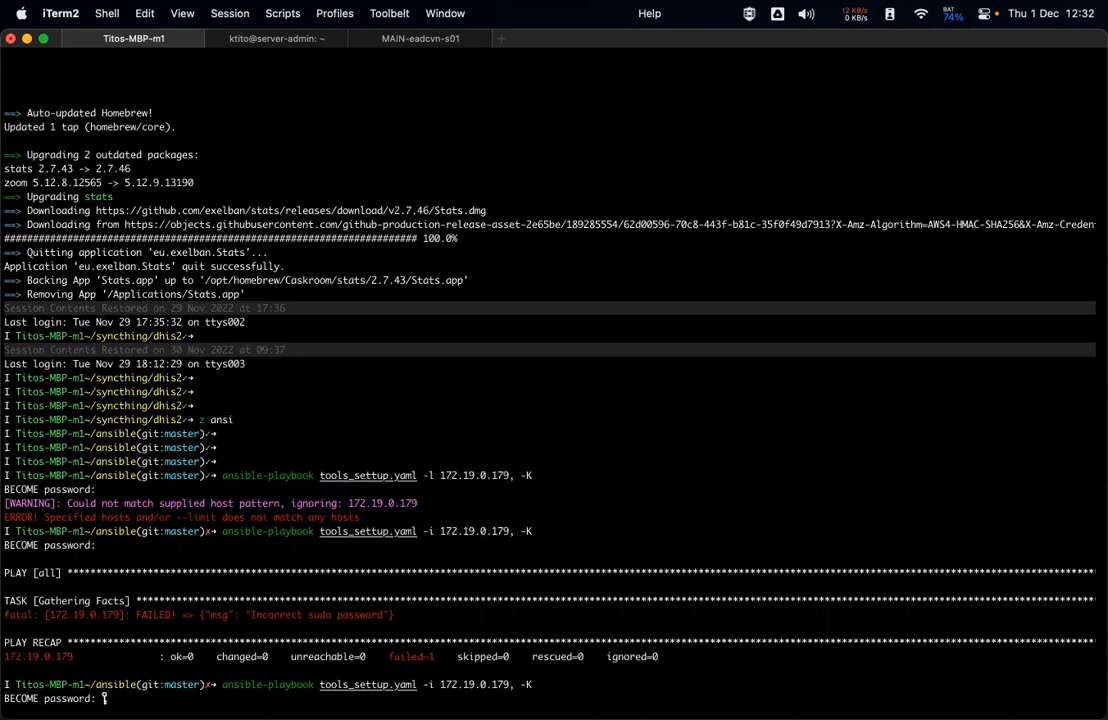 iTerm2 Shell Edit View Session Scripts Profiles Toolbelt Window Help 12 KB/s 0 KB/s BAT 74% Thu 1 Dec 12:32
Titos-MBP-m1 ktito@server-admin: ~ MAIN-eadcvn-s01 +
==> Auto-updated Homebrew!
Updated 1 tap (homebrew/core).
==> Upgrading 2 outdated packages:
stats 2.7.43 -> 2.7.46
zoom 5.12.8.12565 -> 5.12.9.13190
==> Upgrading stats
==> Downloading https://github.com/exelban/stats/releases/download/v2.7.46/Stats.dmg
==> Downloading from https://objects.githubusercontent.com/github-production-release-asset-2e65be/189285554/62d00596-70c8-443f-b81c-35f0f49d7913?X-Amz-Algorithm=AWS4-HMAC-SHA256&X-Amz-Creden
######################################################################## 100.0%
==> Quitting application 'eu.exelban.Stats'...
Application 'eu.exelban.Stats' quit successfully.
==> Backing App 'Stats.app' up to '/opt/homebrew/Caskroom/stats/2.7.43/Stats.app'
==> Removing App '/Applications/Stats.app'
Session Contents Restored on 29 Nov 2022 at 17:36
Last login: Tue Nov 29 17:35:32 on ttys002
I Titos-MBP-m1~/syncthing/dhis2✓➜
Session Contents Restored on 30 Nov 2022 at 09:37
Last login: Tue Nov 29 18:12:29 on ttys003
I Titos-MBP-m1~/syncthing/dhis2✓➜
I Titos-MBP-m1~/syncthing/dhis2✓➜
I Titos-MBP-m1~/syncthing/dhis2✓➜
I Titos-MBP-m1~/syncthing/dhis2✓➜ z ansi
I Titos-MBP-m1~/ansible(git:master)✓➜
I Titos-MBP-m1~/ansible(git:master)✓➜
I Titos-MBP-m1~/ansible(git:master)✓➜
I Titos-MBP-m1~/ansible(git:master)✓➜ ansible-playbook tools_settup.yaml -l 172.19.0.179, -K
BECOME password:
[WARNING]: Could not match supplied host pattern, ignoring: 172.19.0.179
ERROR! Specified hosts and/or --limit does not match any hosts
I Titos-MBP-m1~/ansible(git:master)✗➜ ansible-playbook tools_settup.yaml -i 172.19.0.179, -K
BECOME password:
PLAY [all] ****************************************************************
TASK [Gathering Facts] ****************************************************************
fatal: [172.19.0.179]: FAILED! => {"msg": "Incorrect sudo password"}
PLAY RECAP ****************************************************************
172.19.0.179 : ok=0 changed=0 unreachable=0 failed=1 skipped=0 rescued=0 ignored=0
I Titos-MBP-m1~/ansible(git:master)✗➜ ansible-playbook tools_settup.yaml -i 172.19.0.179, -K
BECOME password: